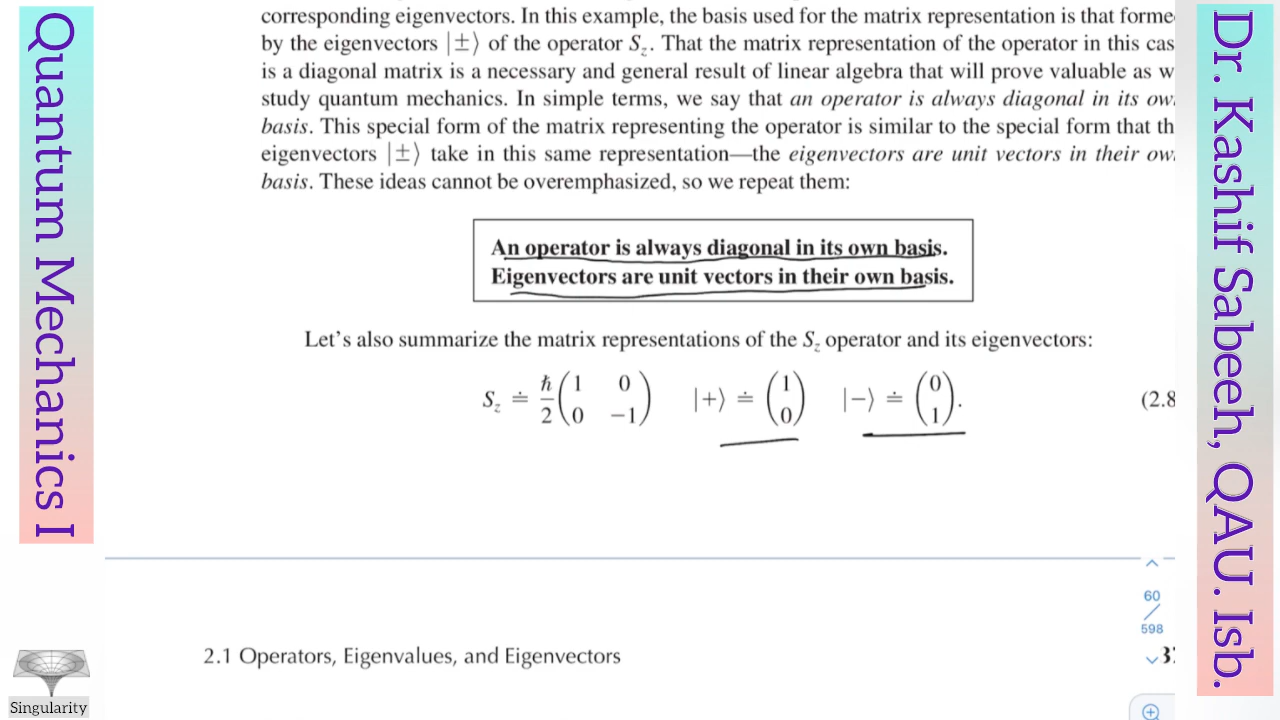 Quantum Mechanics I
corresponding eigenvectors. In this example, the basis used for the matrix representation is that forme
by the eigenvectors |±⟩ of the operator S_z. That the matrix representation of the operator in this cas
is a diagonal matrix is a necessary and general result of linear algebra that will prove valuable as w
study quantum mechanics. In simple terms, we say that an operator is always diagonal in its ow
basis. This special form of the matrix representing the operator is similar to the special form that th
eigenvectors |±⟩ take in this same representation—the eigenvectors are unit vectors in their ow
basis. These ideas cannot be overemphasized, so we repeat them:
An operator is always diagonal in its own basis.
Eigenvectors are unit vectors in their own basis.
Let's also summarize the matrix representations of the S_z operator and its eigenvectors:
S_z ≐ ħ/2 (1 0 0 −1) |+⟩ ≐ (1 0) |−⟩ ≐ (0 1). (2.8
60
598
2.1 Operators, Eigenvalues, and Eigenvectors 3
Singularity
Dr. Kashif Sabeeh, QAU. Isb.